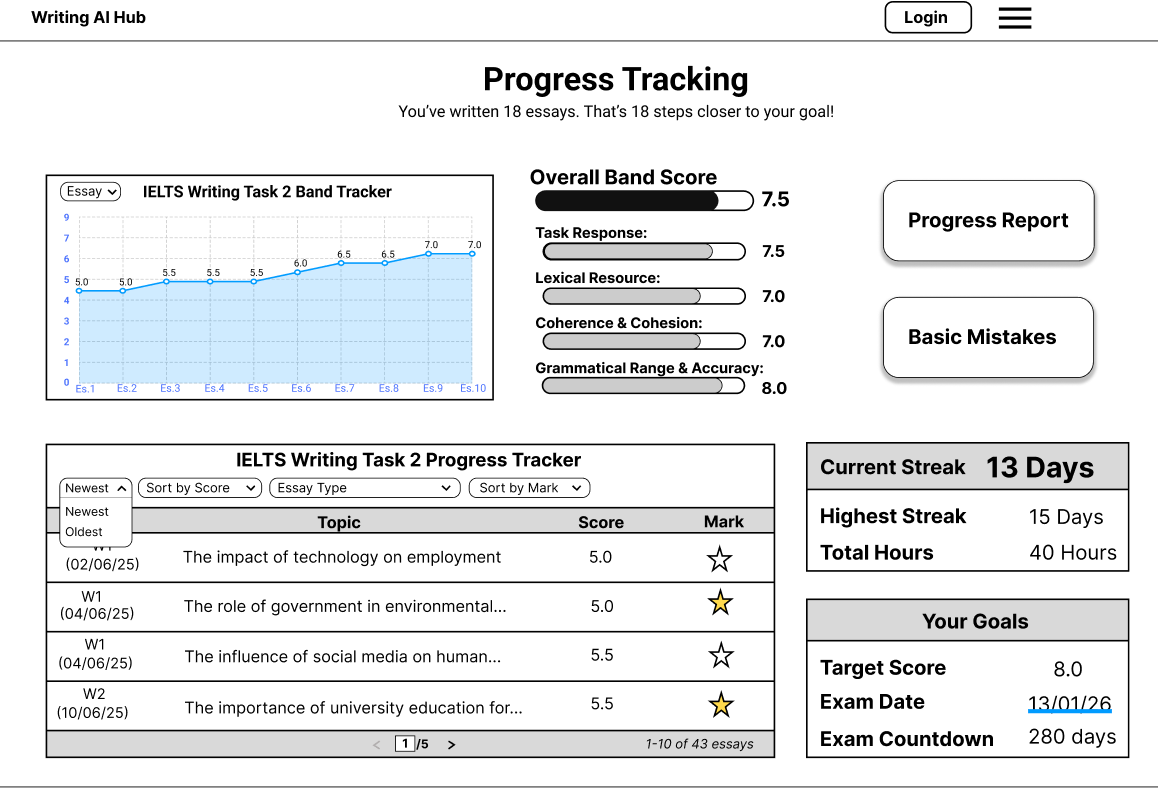 Writing AI Hub
Login
Progress Tracking
You've written 18 essays. That's 18 steps closer to your goal!
Essay
IELTS Writing Task 2 Band Tracker
9
7
6
5
4
3
2
1
0
5.0 5.0 5.5 5.5 5.5 6.0 6.5 6.5 7.0 7.0
Es.1 Es.2 Es.3 Es.4 Es.5 Es.6 Es.7 Es.8 Es.9 Es.10
Overall Band Score
7.5
Task Response:
7.5
Lexical Resource:
7.0
Coherence & Cohesion:
7.0
Grammatical Range & Accuracy:
8.0
Progress Report
Basic Mistakes
IELTS Writing Task 2 Progress Tracker
Newest Sort by Score Essay Type Sort by Mark
Newest
Oldest
Topic Score Mark
(02/06/25) The impact of technology on employment 5.0
W1
(04/06/25) The role of government in environmental... 5.0
W1
(04/06/25) The influence of social media on human... 5.5
W2
(10/06/25) The importance of university education for... 5.5
< 1 /5 >
1-10 of 43 essays
Current Streak 13 Days
Highest Streak 15 Days
Total Hours 40 Hours
Your Goals
Target Score 8.0
Exam Date 13/01/26
Exam Countdown 280 days